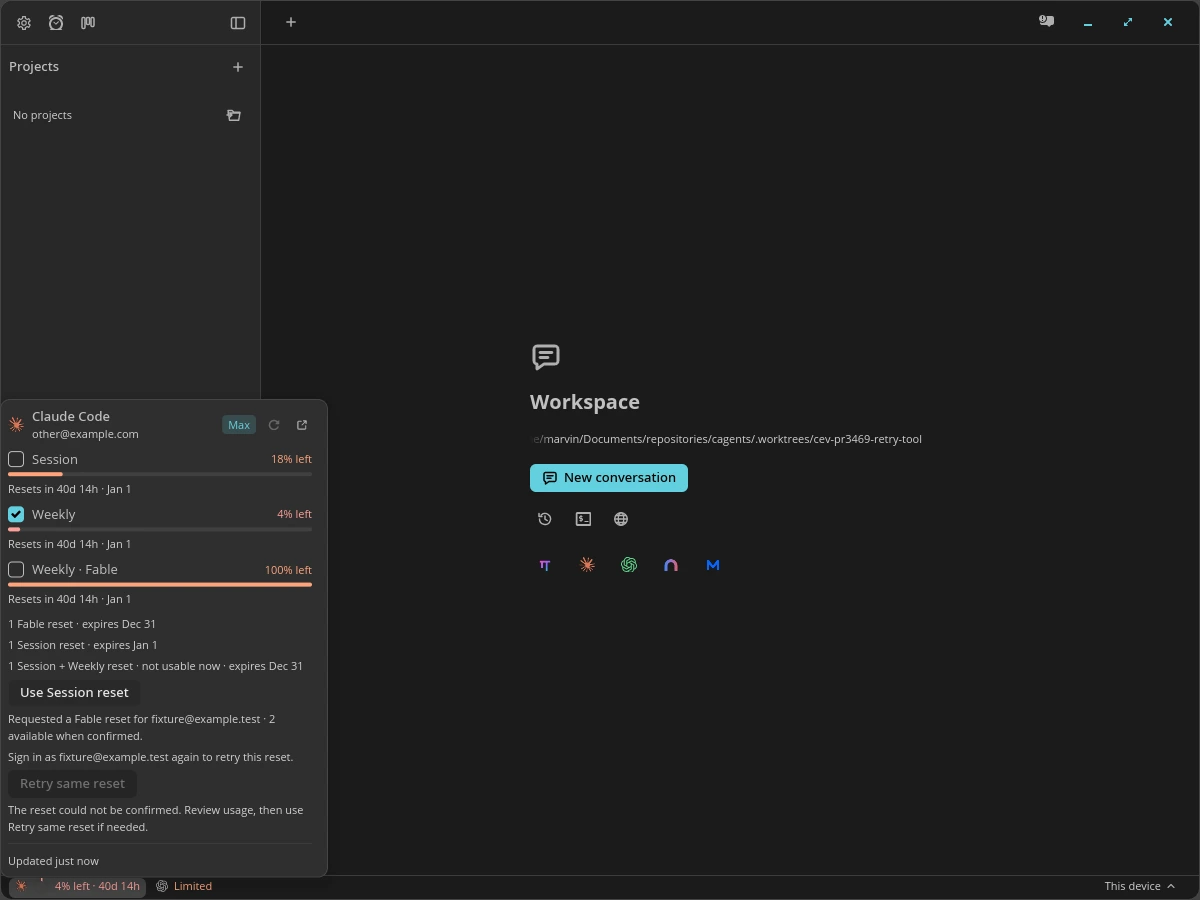 Projects
No projects
Workspace
e/marvin/Documents/repositories/cagents/.worktrees/cev-pr3469-retry-tool
New conversation
Claude Code
other@example.com
Max
Session
18% left
Resets in 40d 14h · Jan 1
Weekly
4% left
Resets in 40d 14h · Jan 1
Weekly · Fable
100% left
Resets in 40d 14h · Jan 1
1 Fable reset · expires Dec 31
1 Session reset · expires Jan 1
1 Session + Weekly reset · not usable now · expires Dec 31
Use Session reset
Requested a Fable reset for fixture@example.test · 2
available when confirmed.
Sign in as fixture@example.test again to retry this reset.
Retry same reset
The reset could not be confirmed. Review usage, then use
Retry same reset if needed.
Updated just now
4% left · 40d 14h
Limited
This device